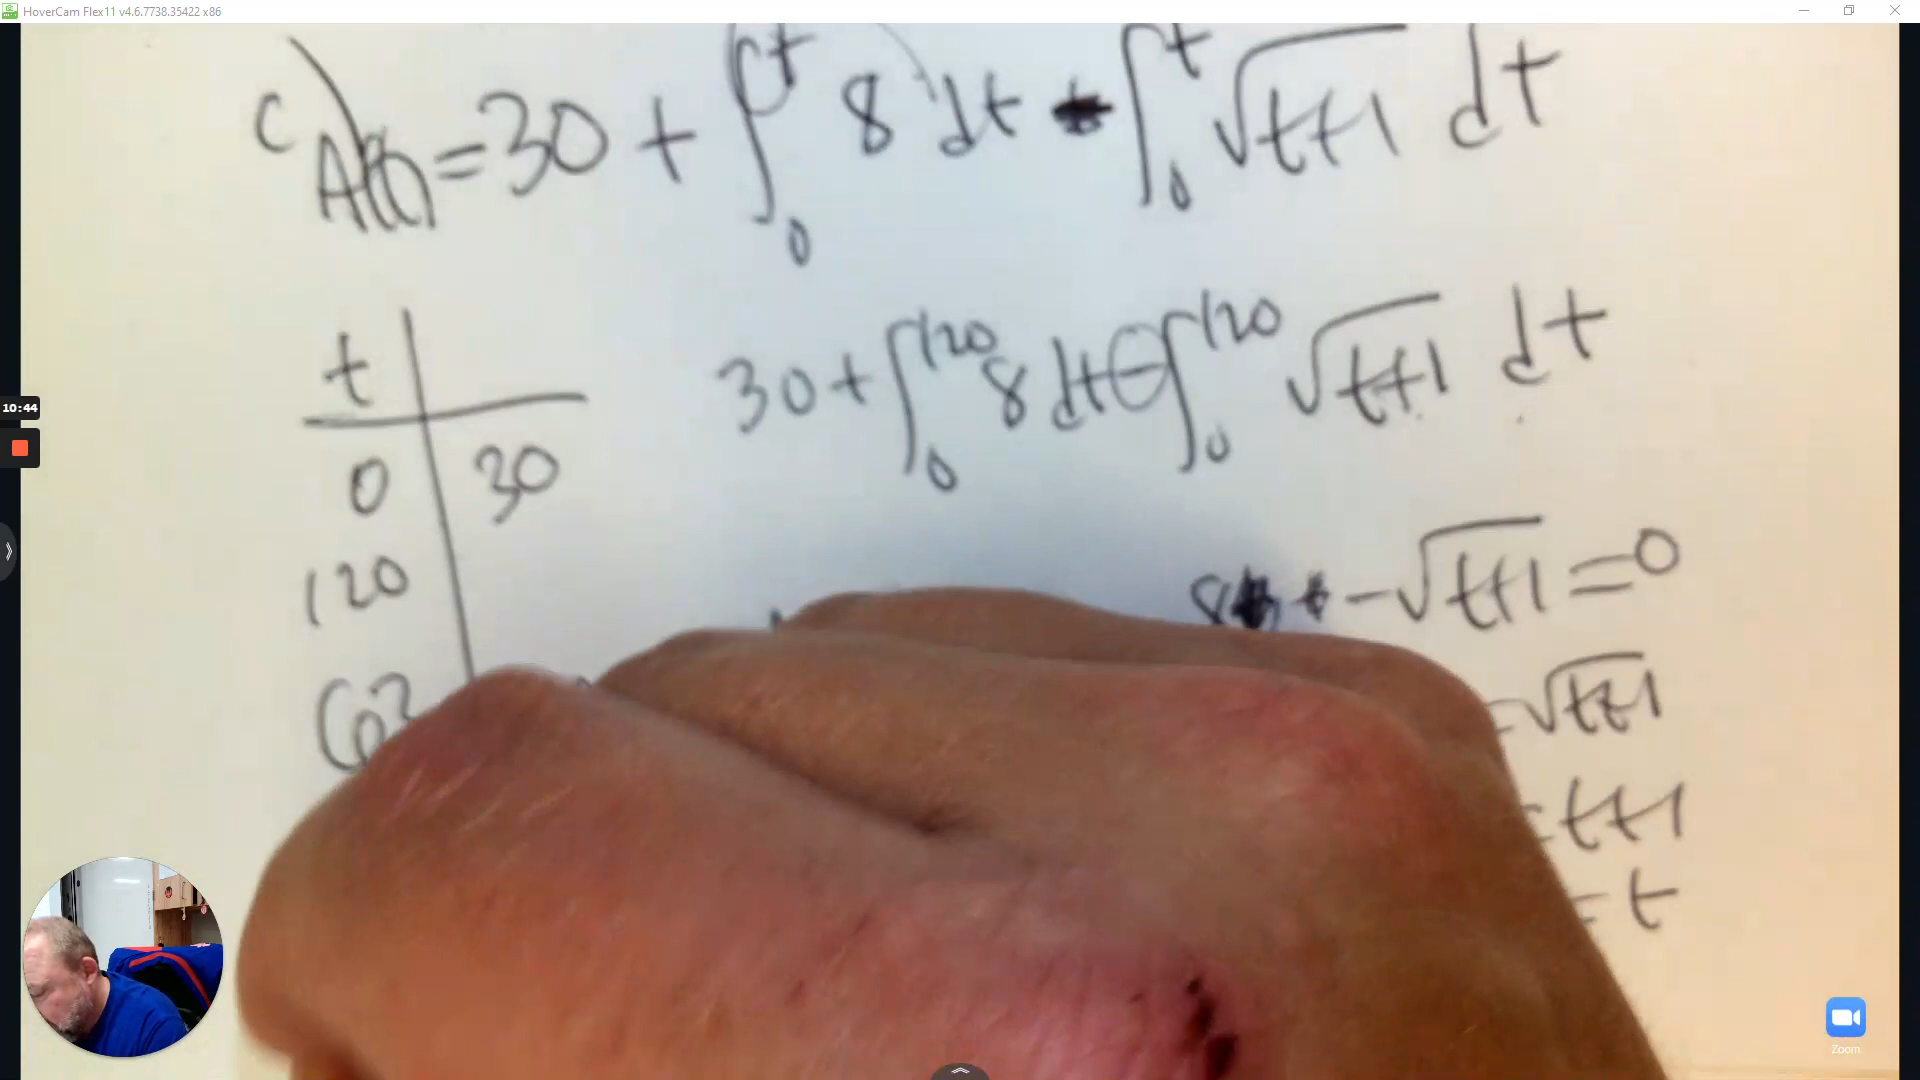 HoverCam Flex11 v4.6.7738.35422 x86
c) A(t) = 30 + ∫₀ᵗ 8 dt - ∫₀ᵗ √t+1 dt
t
30 + ∫₀¹²⁰ 8 dt - ∫₀¹²⁰ √t+1 dt
10:44
0 30
120
8 - √t+1 = 0
63
= √t+1
= t+1
= t
Zoom